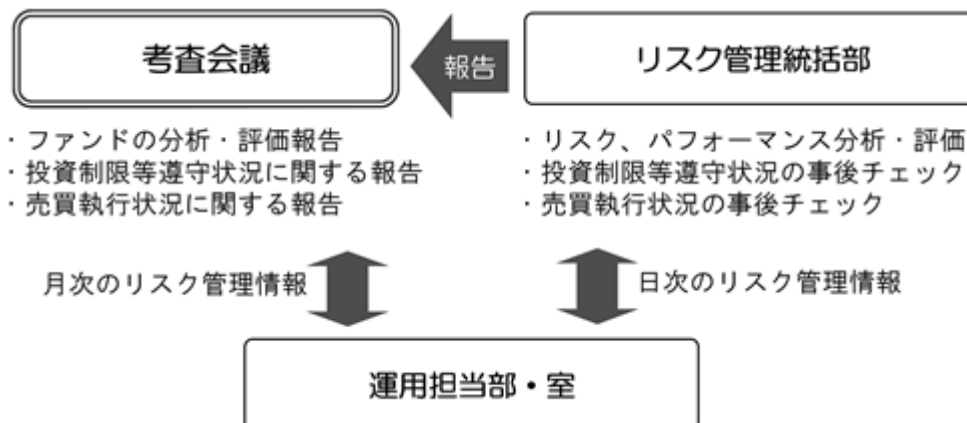 考査会議
報告
リスク管理統括部
・ファンドの分析・評価報告
・投資制限等遵守状況に関する報告
・売買執行状況に関する報告
・リスク、パフォーマンス分析・評価
・投資制限等遵守状況の事後チェック
・売買執行状況の事後チェック
月次のリスク管理情報
日次のリスク管理情報
運用担当部・室